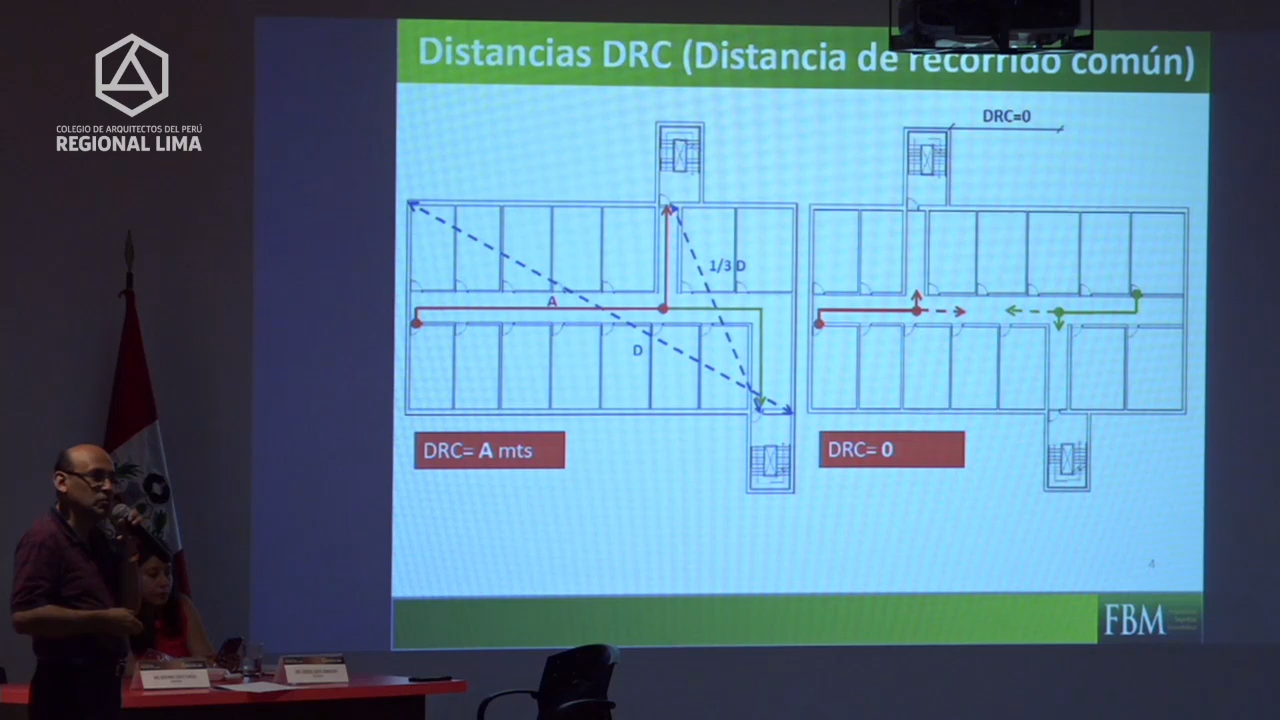 COLEGIO DE ARQUITECTOS DEL PERÚ
REGIONAL LIMA
Distancias DRC (Distancia de recorrido común)
DRC=0
1/3 D
A
D
DRC= A mts
DRC= 0
4
FBM